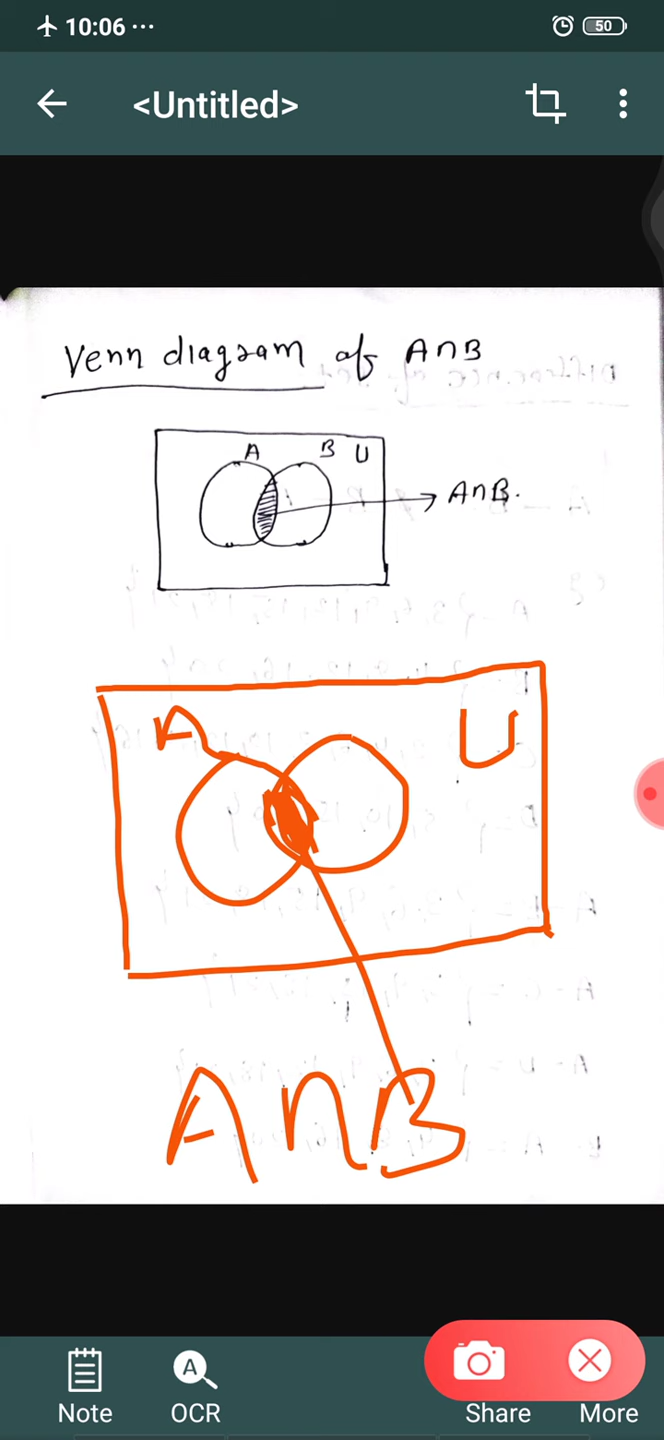 10:06 ...
50
<Untitled>
Venn diagram of A∩B
A B U
A∩B.
A U
A∩B
Note OCR Share More